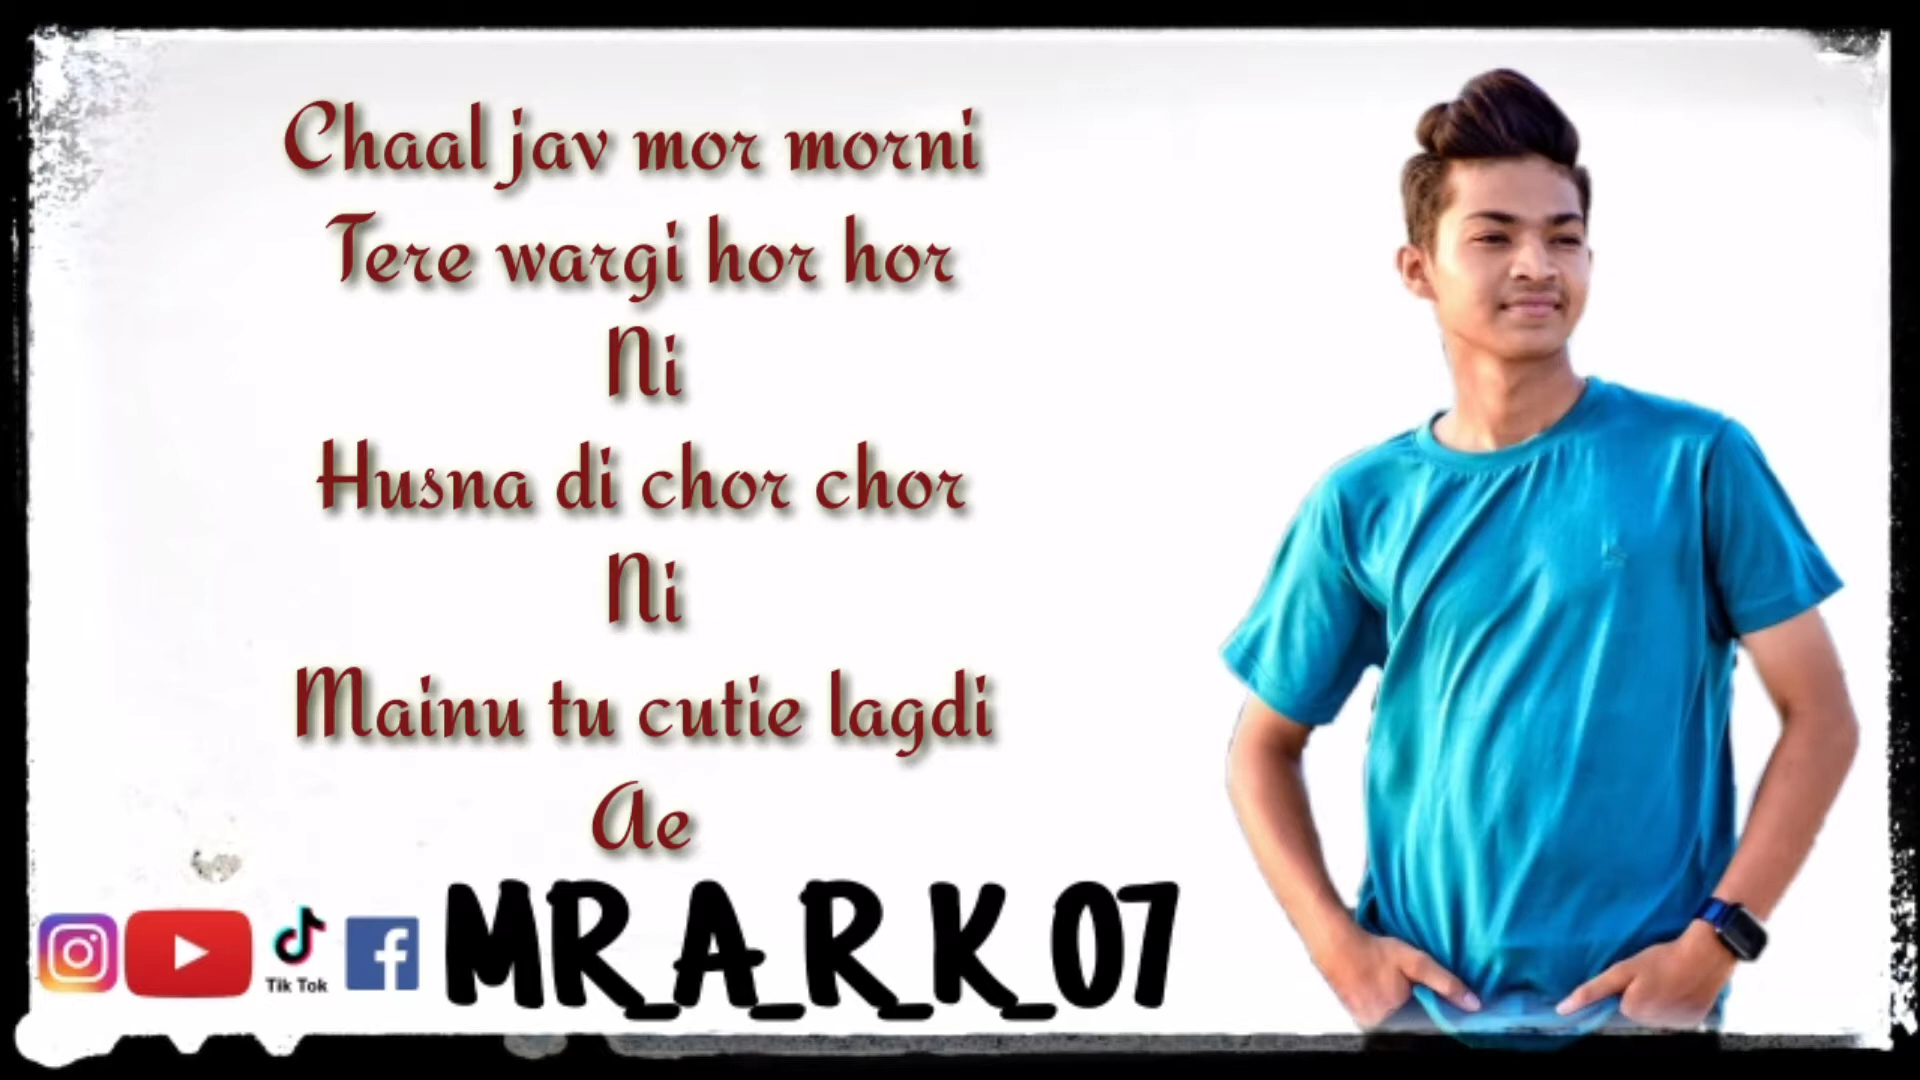 Chaal jav mor morni
Tere wargi hor hor
Ni
Husna di chor chor
Ni
Mainu tu cutie lagdi
Ae
Tik Tok
MR_A_R_K_07